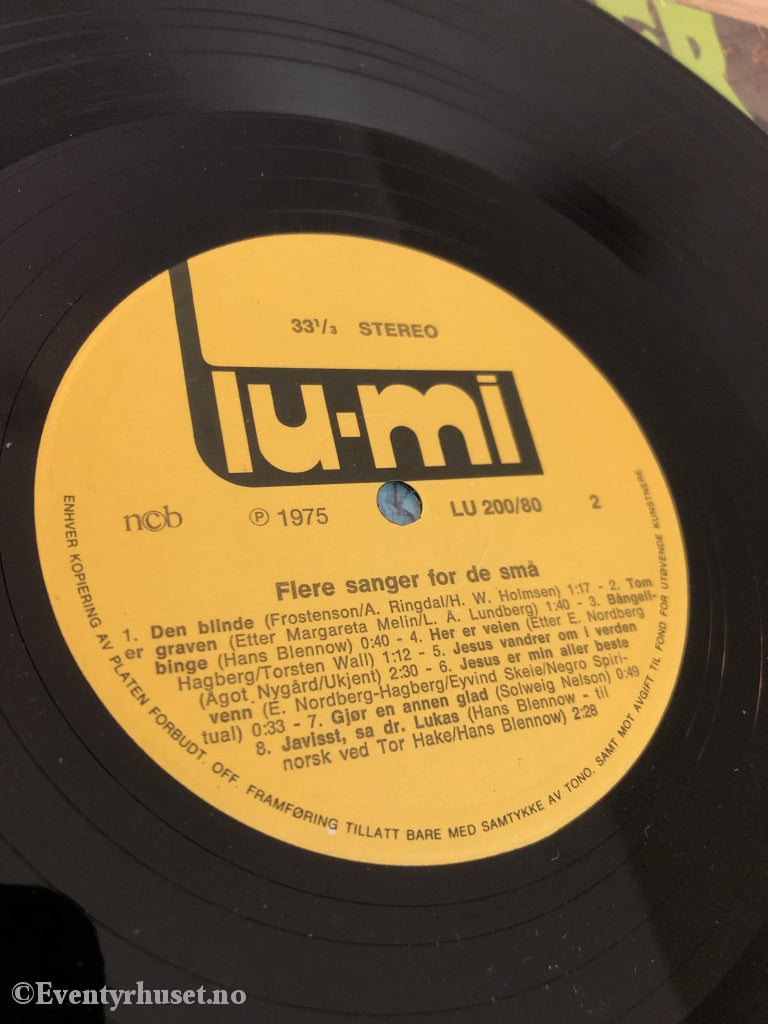 ER
33 1/3 STEREO
lu-mi
n©b ℗ 1975 LU 200/80 2
Flere sanger for de små
1. Den blinde (Frostenson/A. Ringdal/H. W. Holmsen) 1:17 - 2. Tom
er graven (Etter Margareta Melin/L. A. Lundberg) 1:40 - 3. Bångell-
binge (Hans Blennow) 0:40 - 4. Her er veien (Etter E. Nordberg
Hagberg/Torsten Wall) 1:12 - 5. Jesus vandrer om i verden
(Ågot Nygård/Ukjent) 2:30 - 6. Jesus er min aller beste
venn (E. Nordberg-Hagberg/Eyvind Skeie/Negro Spiri-
tual) 0:33 - 7. Gjør en annen glad (Solweig Nelson) 0:49
8. Javisst, sa dr. Lukas (Hans Blennow - til
norsk ved Tor Hake/Hans Blennow) 2:28
ENHVER KOPIERING AV PLATEN FORBUDT. OFF. FRAMFØRING TILLATT BARE MED SAMTYKKE AV TONO. SAMT MOT AVGIFT TIL FOND FOR UTØVENDE KUNSTNERE.
©Eventyrhuset.no